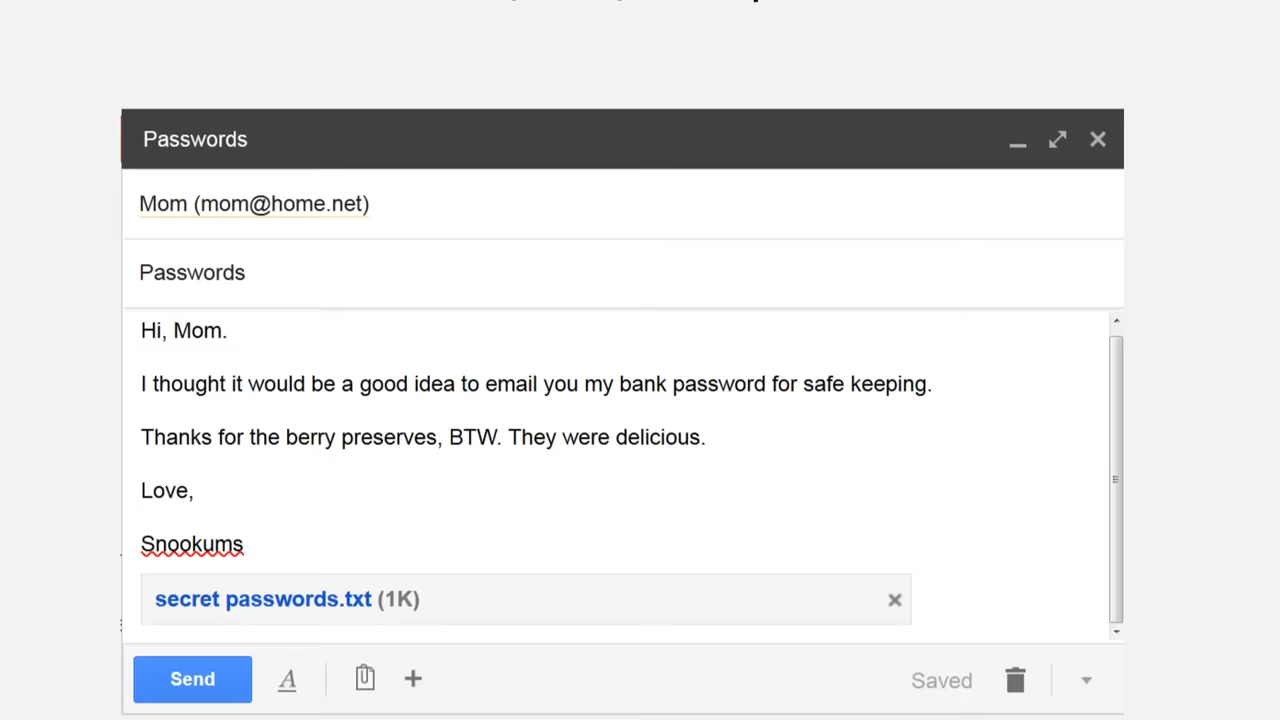 Passwords
Mom (mom@home.net)
Passwords
Hi, Mom.
I thought it would be a good idea to email you my bank password for safe keeping.
Thanks for the berry preserves, BTW. They were delicious.
Love,
Snookums
secret passwords.txt (1K)
Send A Saved